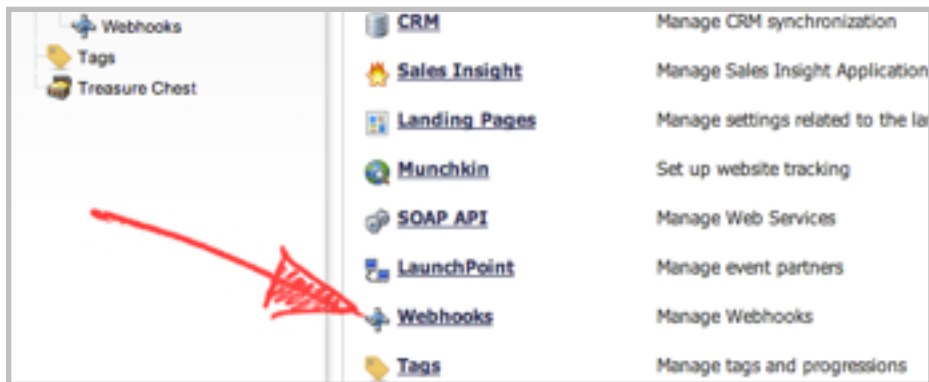 Webhooks
Tags
Treasure Chest
CRM Manage CRM synchronization
Sales Insight Manage Sales Insight Application
Landing Pages Manage settings related to the la
Munchkin Set up website tracking
SOAP API Manage Web Services
LaunchPoint Manage event partners
Webhooks Manage Webhooks
Tags Manage tags and progressions